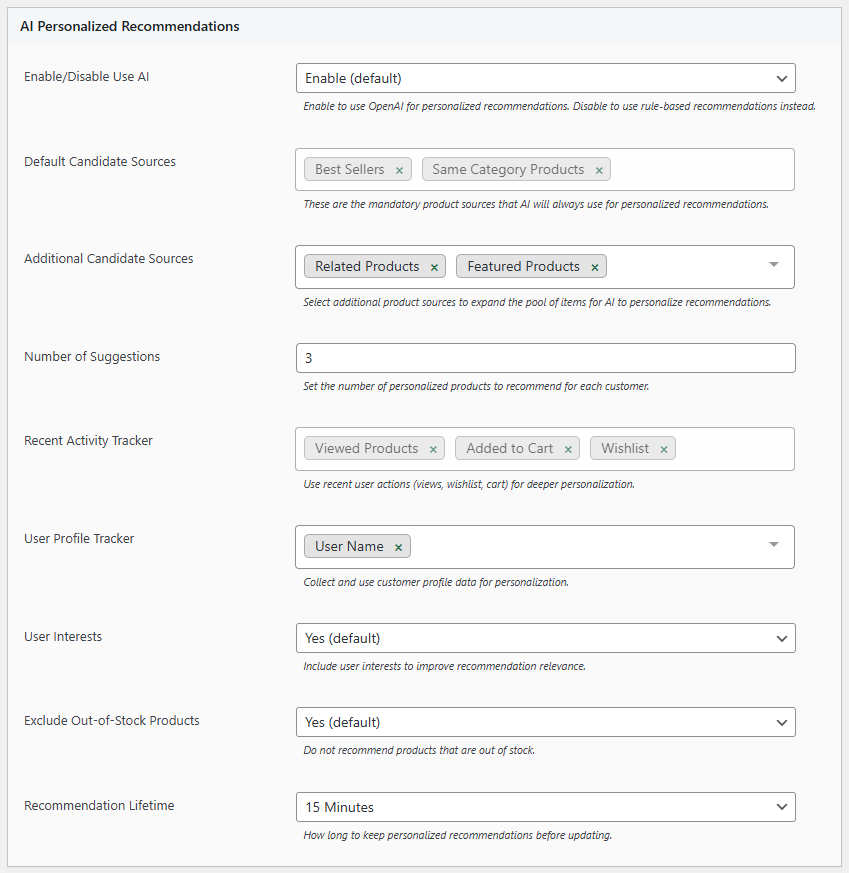 AI Personalized Recommendations
Enable/Disable Use AI
Enable (default)
Enable to use OpenAI for personalized recommendations. Disable to use rule-based recommendations instead.
Default Candidate Sources
Best Sellers × Same Category Products ×
These are the mandatory product sources that AI will always use for personalized recommendations.
Additional Candidate Sources
Related Products × Featured Products ×
Select additional product sources to expand the pool of items for AI to personalize recommendations.
Number of Suggestions
3
Set the number of personalized products to recommend for each customer.
Recent Activity Tracker
Viewed Products × Added to Cart × Wishlist ×
Use recent user actions (views, wishlist, cart) for deeper personalization.
User Profile Tracker
User Name ×
Collect and use customer profile data for personalization.
User Interests
Yes (default)
Include user interests to improve recommendation relevance.
Exclude Out-of-Stock Products
Yes (default)
Do not recommend products that are out of stock.
Recommendation Lifetime
15 Minutes
How long to keep personalized recommendations before updating.